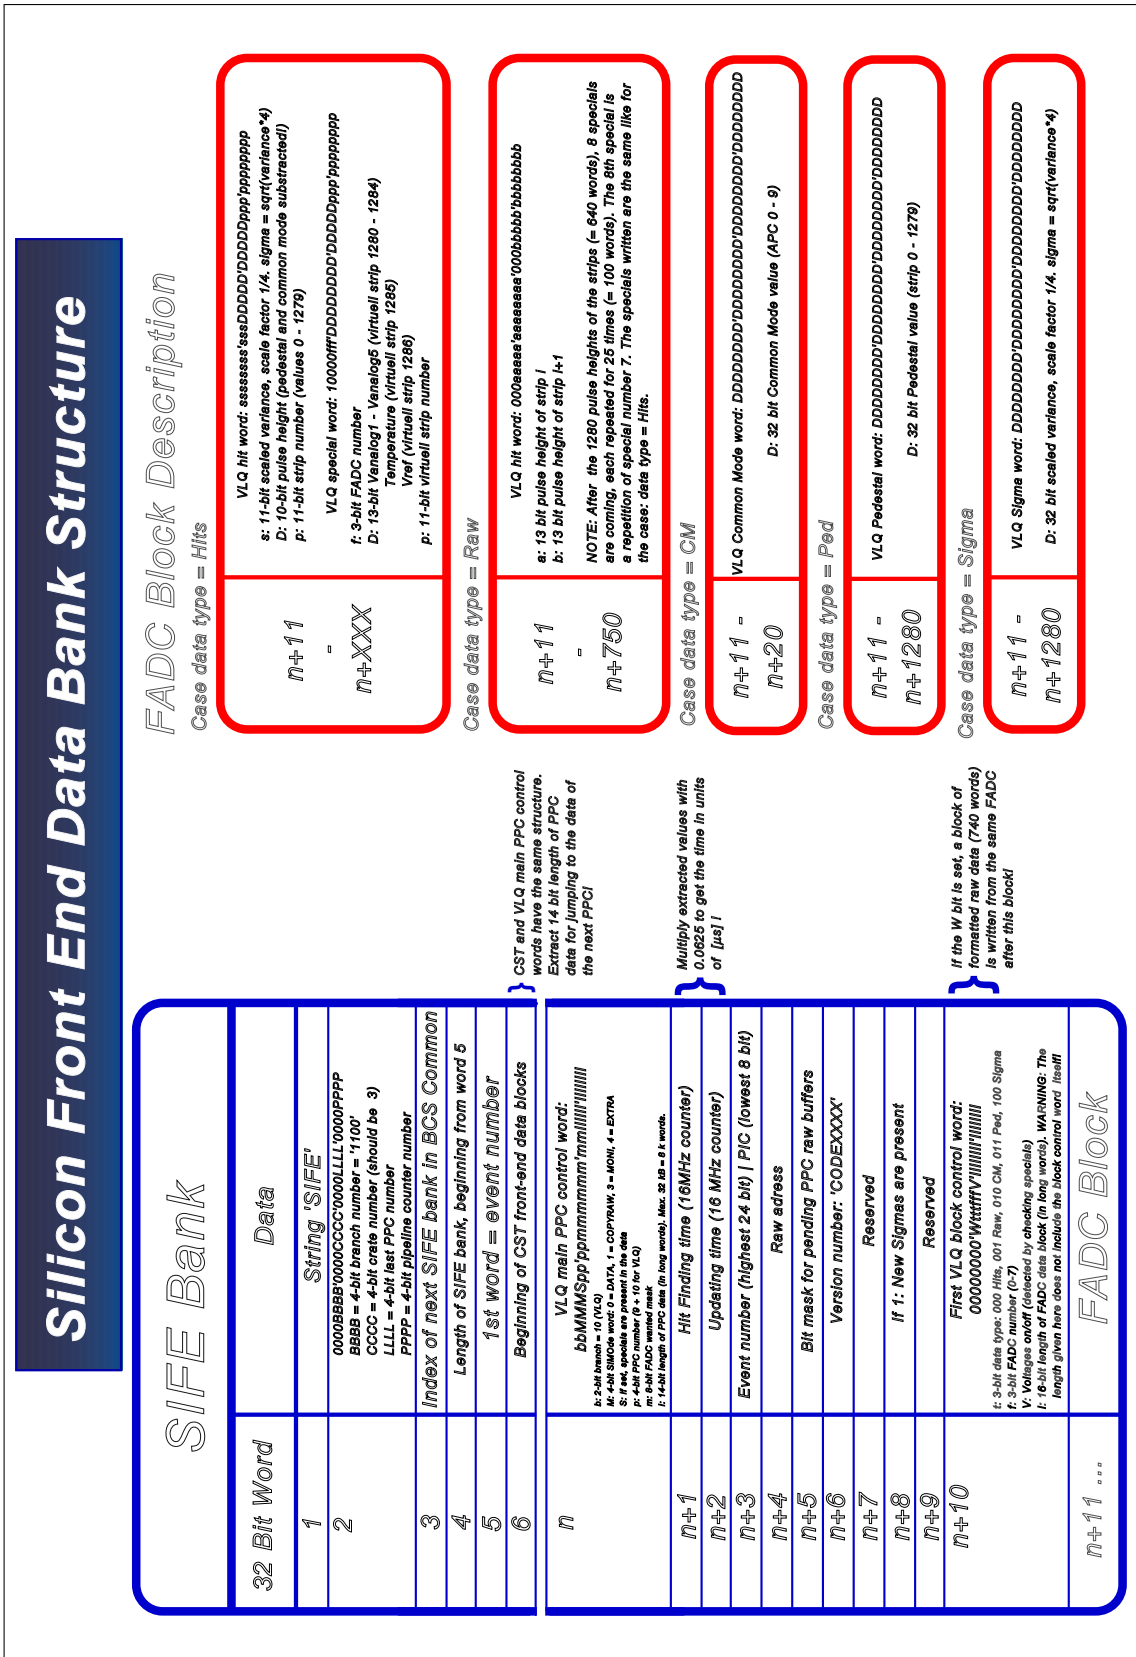 Silicon Front End Data Bank Structure
SIFE Bank
32 Bit Word
Data
1
String 'SIFE'
2
0000BBBB'0000CCCC'0000LLLL'0000PPPP
BBBB = 4-bit branch number = '1100'
CCCC = 4-bit crate number (should be 3)
LLLL = 4-bit last PPC number
PPPP = 4-bit pipeline counter number
3
Index of next SIFE bank in BCS Common
4
Length of SIFE bank, beginning from word 5
5
1st word = event number
6
Beginning of CST front-end data blocks
CST and VLQ main PPC control
words have the same structure.
Extract 14 bit length of PPC
data for jumping to the data of
the next PPC!
n
VLQ main PPC control word:
bbMMMSpp'ppmmmmmm'mmllllll'llllllll
b: 2-bit branch = 10 (VLQ)
M: 4-bit SIMOde word: 0 = DATA, 1 = COPYRAW, 3 = MONI, 4 = EXTRA
S: If set, specials are present in the data
p: 4-bit PPC number (9 + 10 for VLQ)
m: 8-bit FADC wanted mask
l: 14-bit length of PPC data (in long words). Max. 32 kB = 8 k words.
n+1
Hit Finding time (16MHz counter)
n+2
Updating time (16 MHz counter)
Multiply extracted values with
0.0625 to get the time in units
of [µs] !
n+3
Event number (highest 24 bit) | PIC (lowest 8 bit)
n+4
Raw adress
n+5
Bit mask for pending PPC raw buffers
n+6
Version number: 'CODEXXXX'
n+7
Reserved
n+8
If 1: New Sigmas are present
n+9
Reserved
n+10
First VLQ block control word:
00000000'WtttfffV'llllllll'llllllll
t: 3-bit data type: 000 Hits, 001 Raw, 010 CM, 011 Ped, 100 Sigma
f: 3-bit FADC number (0-7)
V: Voltages on/off (detected by checking specials)
l: 16-bit length of FADC data block (in long words). WARNING: The
length given here does not include the block control word itself!
If the W bit is set, a block of
formatted raw data (740 words)
is written from the same FADC
after this block!
n+11 ...
FADC Block
FADC Block Description
Case data type = Hits
n+11
-
n+XXX
VLQ hit word: ssssssss'sssDDDDD'DDDDDppp'pppppppp
s: 11-bit scaled variance, scale factor 1/4. sigma = sqrt(variance*4)
D: 10-bit pulse height (pedestal and common mode substracted!)
p: 11-bit strip number (values 0 - 1279)
VLQ special word: 10000fff'DDDDDDDD'DDDDDppp'pppppppp
f: 3-bit FADC number
D: 13-bit Vanalog1 - Vanalog5 (virtuell strip 1280 - 1284)
Temperature (virtuell strip 1285)
Vref (virtuell strip 1286)
p: 11-bit virtuell strip number
Case data type = Raw
n+11
-
n+750
VLQ hit word: 000aaaaa'aaaaaaaa'000bbbbb'bbbbbbbb
a: 13 bit pulse height of strip i
b: 13 bit pulse height of strip i+1
NOTE: After the 1280 pulse heights of the strips (= 640 words), 8 specials
are coming, each repeated for 25 times (= 100 words). The 8th special is
a repetition of special number 7. The specials written are the same like for
the case: data type = Hits.
Case data type = CM
n+11 -
n+20
VLQ Common Mode word: DDDDDDDD'DDDDDDDD'DDDDDDDD'DDDDDDDD
D: 32 bit Common Mode value (APC 0 - 9)
Case data type = Ped
n+11 -
n+1280
VLQ Pedestal word: DDDDDDDD'DDDDDDDD'DDDDDDDD'DDDDDDDD
D: 32 bit Pedestal value (strip 0 - 1279)
Case data type = Sigma
n+11 -
n+1280
VLQ Sigma word: DDDDDDDD'DDDDDDDD'DDDDDDDD'DDDDDDDD
D: 32 bit scaled variance, scale factor 1/4. sigma = sqrt(variance*4)